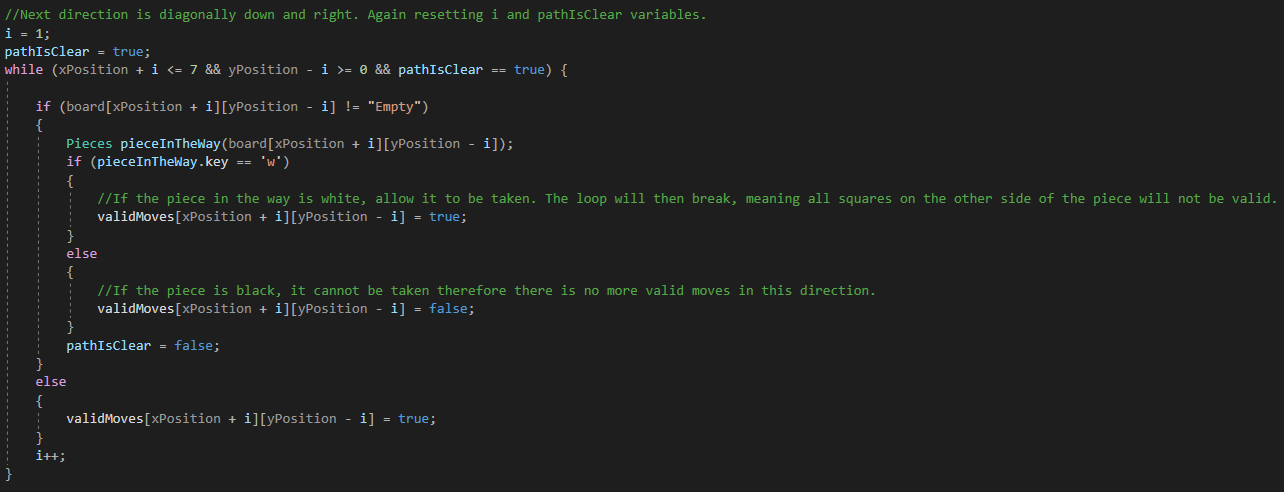 //Next direction is diagonally down and right. Again resetting i and pathIsClear variables.
i = 1;
pathIsClear = true;
while (xPosition + i <= 7 && yPosition - i >= 0 && pathIsClear == true) {
if (board[xPosition + i][yPosition - i] != "Empty")
{
Pieces pieceInTheWay(board[xPosition + i][yPosition - i]);
if (pieceInTheWay.key == 'w')
{
//If the piece in the way is white, allow it to be taken. The loop will then break, meaning all squares on the other side of the piece will not be valid.
validMoves[xPosition + i][yPosition - i] = true;
}
else
{
//If the piece is black, it cannot be taken therefore there is no more valid moves in this direction.
validMoves[xPosition + i][yPosition - i] = false;
}
pathIsClear = false;
}
else
{
validMoves[xPosition + i][yPosition - i] = true;
}
i++;
}